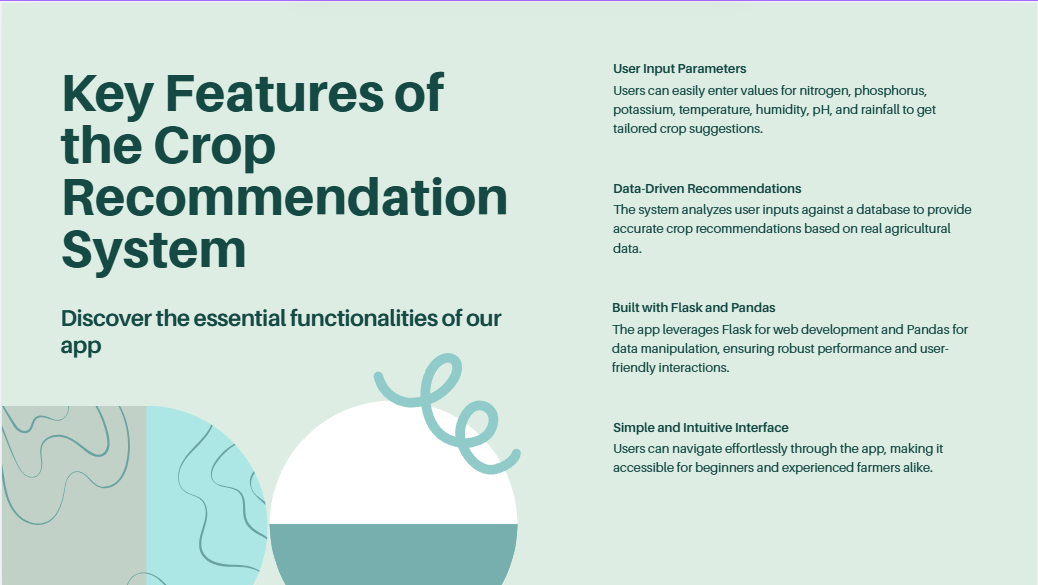 Key Features of
the Crop
Recommendation
System
Discover the essential functionalities of our
app
User Input Parameters
Users can easily enter values for nitrogen, phosphorus,
potassium, temperature, humidity, pH, and rainfall to get
tailored crop suggestions.
Data-Driven Recommendations
The system analyzes user inputs against a database to provide
accurate crop recommendations based on real agricultural
data.
Built with Flask and Pandas
The app leverages Flask for web development and Pandas for
data manipulation, ensuring robust performance and user-
friendly interactions.
Simple and Intuitive Interface
Users can navigate effortlessly through the app, making it
accessible for beginners and experienced farmers alike.